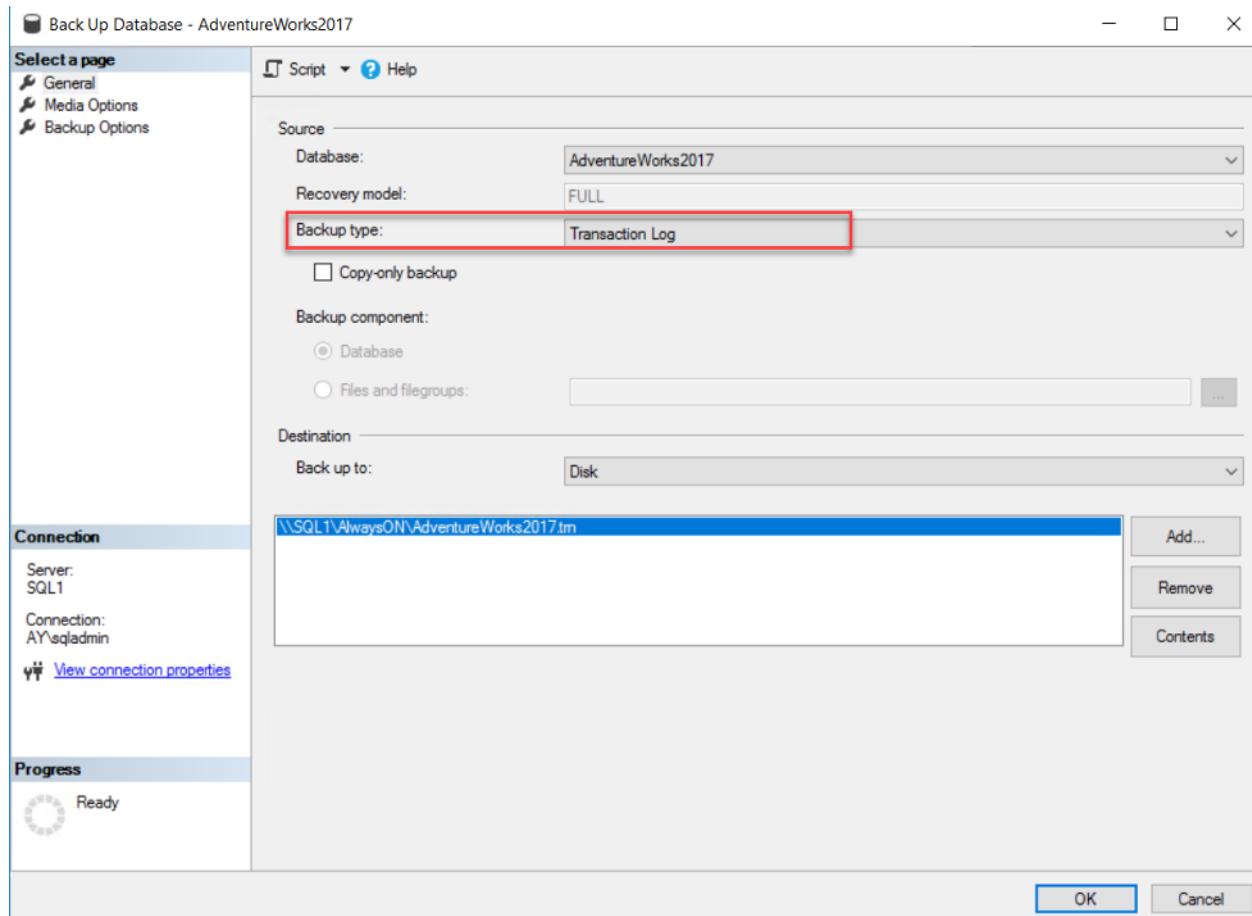 Back Up Database - AdventureWorks2017
Select a page
General
Media Options
Backup Options
Script
Help
Source
Database:
AdventureWorks2017
Recovery model:
FULL
Backup type:
Transaction Log
Copy-only backup
Backup component:
Database
Files and filegroups:
...
Destination
Back up to:
Disk
\\SQL1\AlwaysON\AdventureWorks2017.trn
Add...
Remove
Contents
Connection
Server:
SQL1
Connection:
AY\sqladmin
View connection properties
Progress
Ready
OK
Cancel